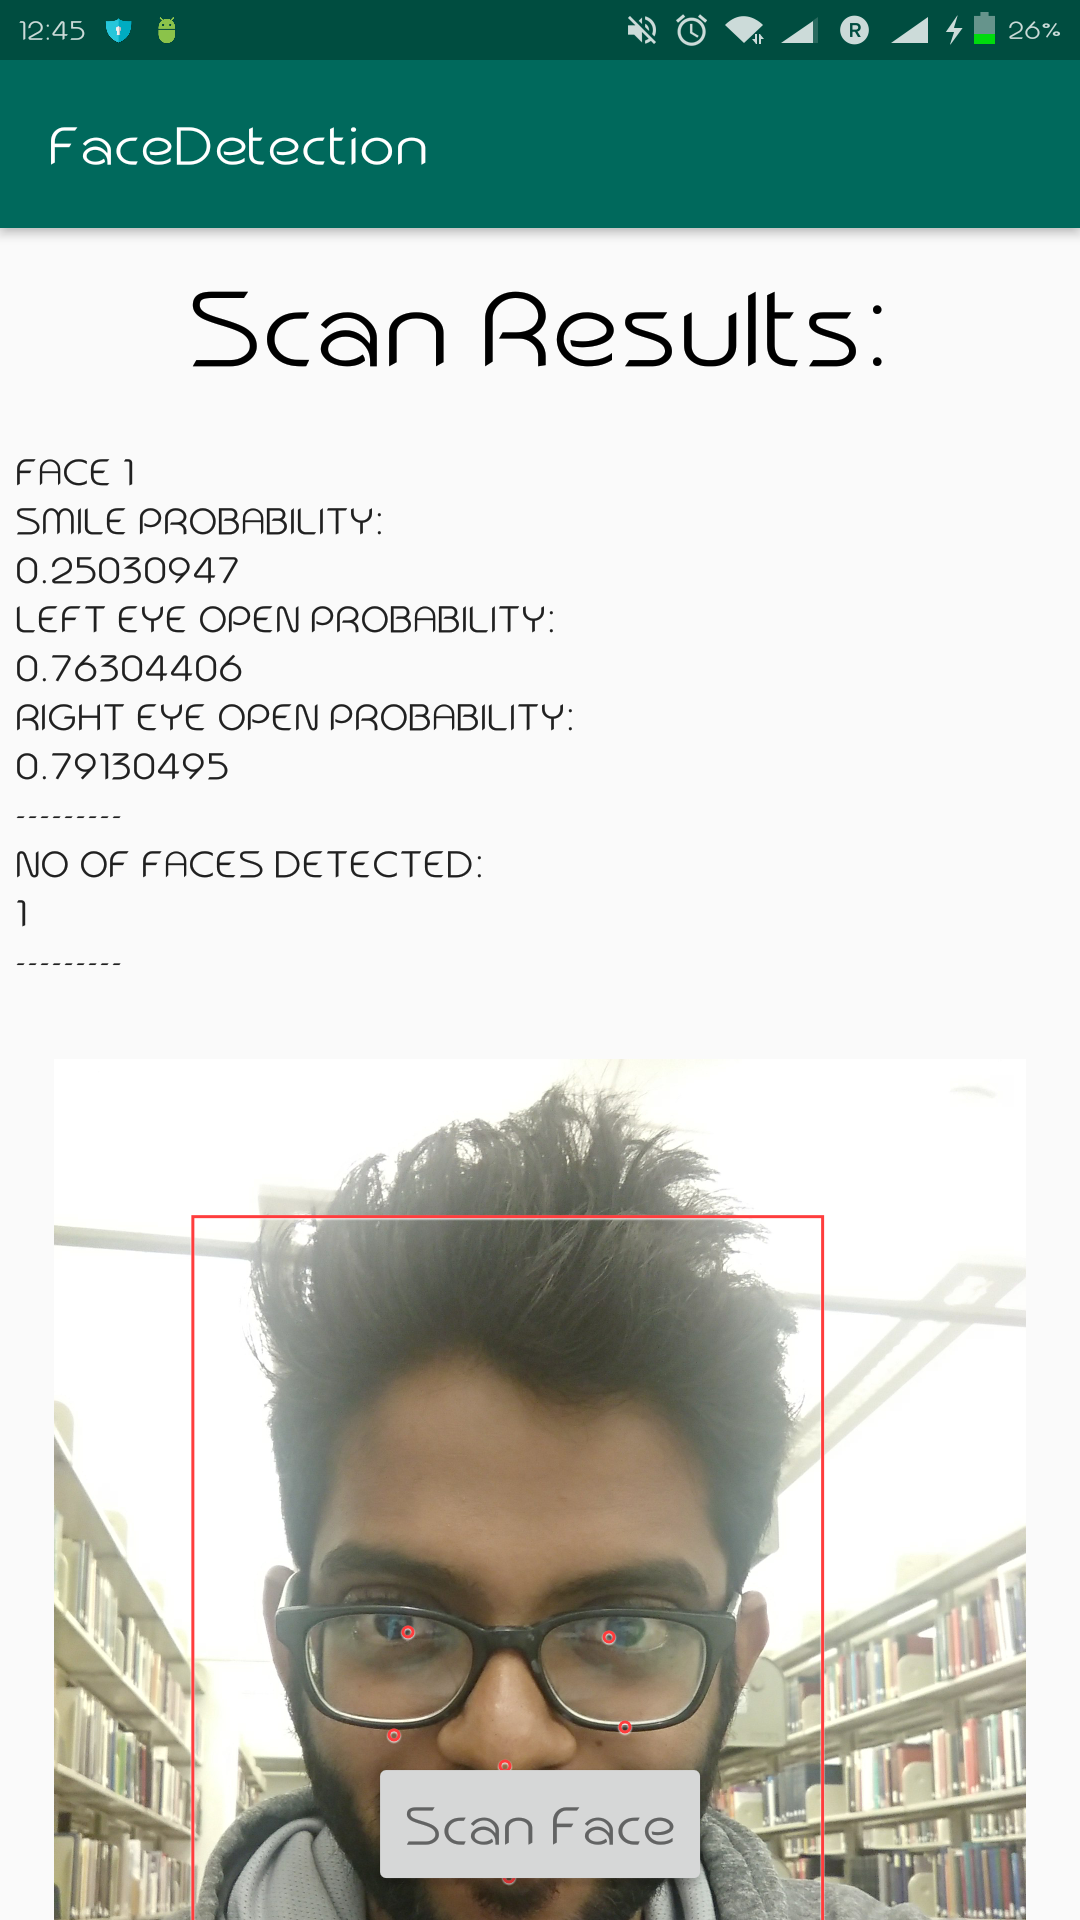 12:45
R
26%
FaceDetection
Scan Results:
FACE 1
SMILE PROBABILITY:
0.25030947
LEFT EYE OPEN PROBABILITY:
0.76304406
RIGHT EYE OPEN PROBABILITY:
0.79130495
---------
NO OF FACES DETECTED:
1
---------
Scan Face